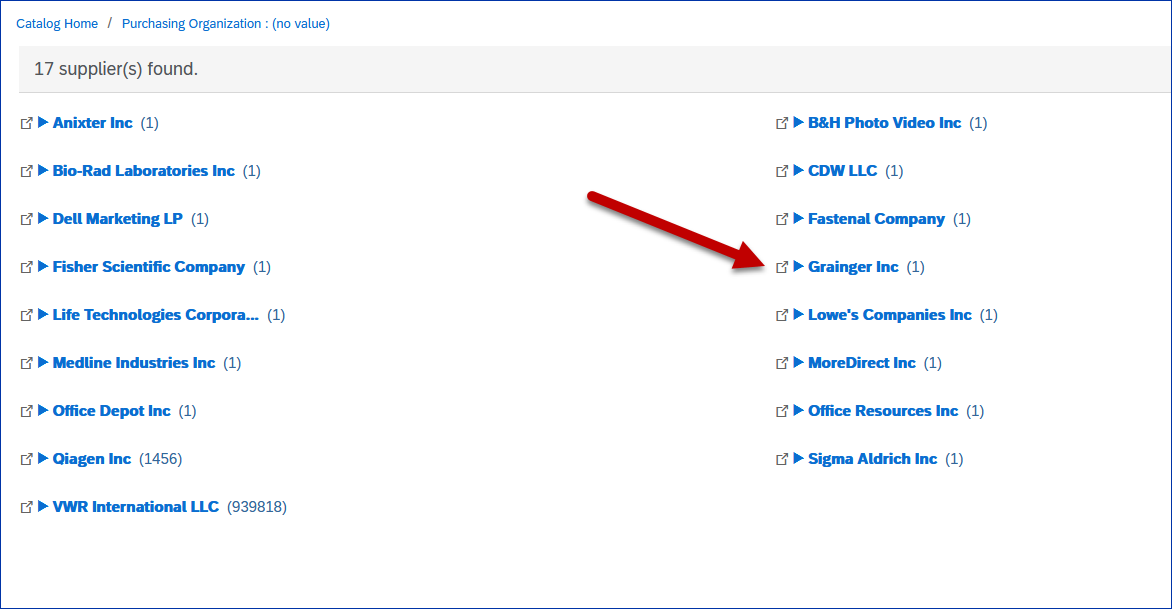 Catalog Home / Purchasing Organization : (no value)
17 supplier(s) found.
Anixter Inc (1)
B&H Photo Video Inc (1)
Bio-Rad Laboratories Inc (1)
CDW LLC (1)
Dell Marketing LP (1)
Fastenal Company (1)
Fisher Scientific Company (1)
Grainger Inc (1)
Life Technologies Corpora... (1)
Lowe's Companies Inc (1)
Medline Industries Inc (1)
MoreDirect Inc (1)
Office Depot Inc (1)
Office Resources Inc (1)
Qiagen Inc (1456)
Sigma Aldrich Inc (1)
VWR International LLC (939818)